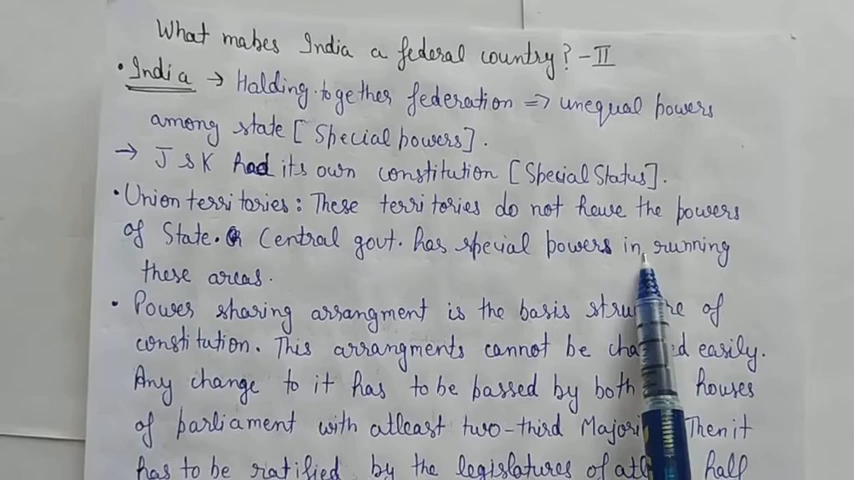 What makes India a federal country? - II
• India → Halding together federation => unequal powers
among state [Special powers].
→ J & K had its own constitution [Special Status].
• Union territories: These territories do not have the powers
of State. Central govt. has special powers in running
these areas.
• Power sharing arrangment is the basis of
constitution. This arrangments cannot be easily.
Any change to it has to be passed by both houses
of parliament with atleast two-third Then it
has to be ratified by the legislatures of half